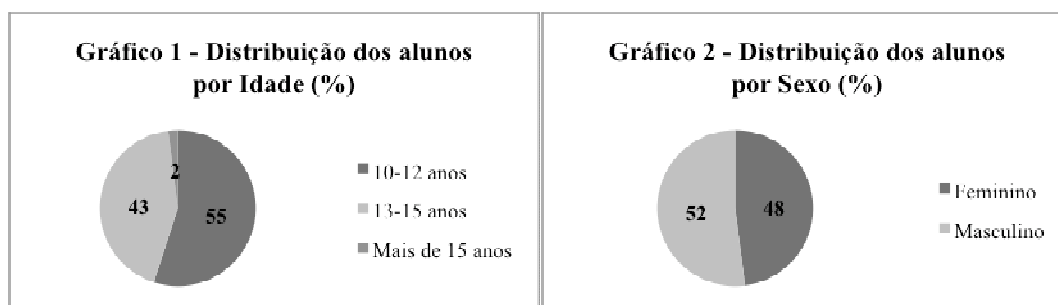 Gráfico 1 - Distribuição dos alunos
por Idade (%)
2
43
55
10-12 anos
13-15 anos
Mais de 15 anos
Gráfico 2 - Distribuição dos alunos
por Sexo (%)
52
48
Feminino
Masculino